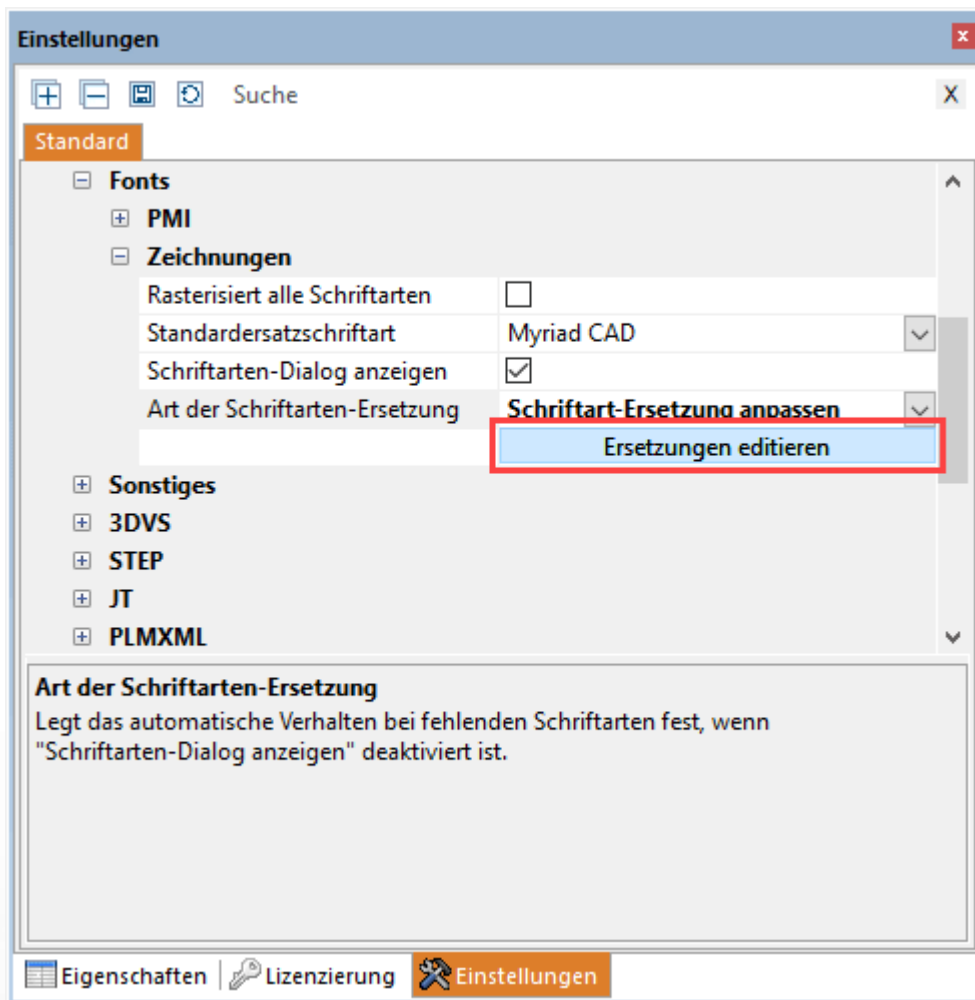 Einstellungen
x
Suche
X
Standard
Fonts
PMI
Zeichnungen
Rasterisiert alle Schriftarten
Standardersatzschriftart Myriad CAD
Schriftarten-Dialog anzeigen
Art der Schriftarten-Ersetzung Schriftart-Ersetzung anpassen
Ersetzungen editieren
Sonstiges
3DVS
STEP
JT
PLMXML
Art der Schriftarten-Ersetzung
Legt das automatische Verhalten bei fehlenden Schriftarten fest, wenn
"Schriftarten-Dialog anzeigen" deaktiviert ist.
Eigenschaften Lizenzierung Einstellungen